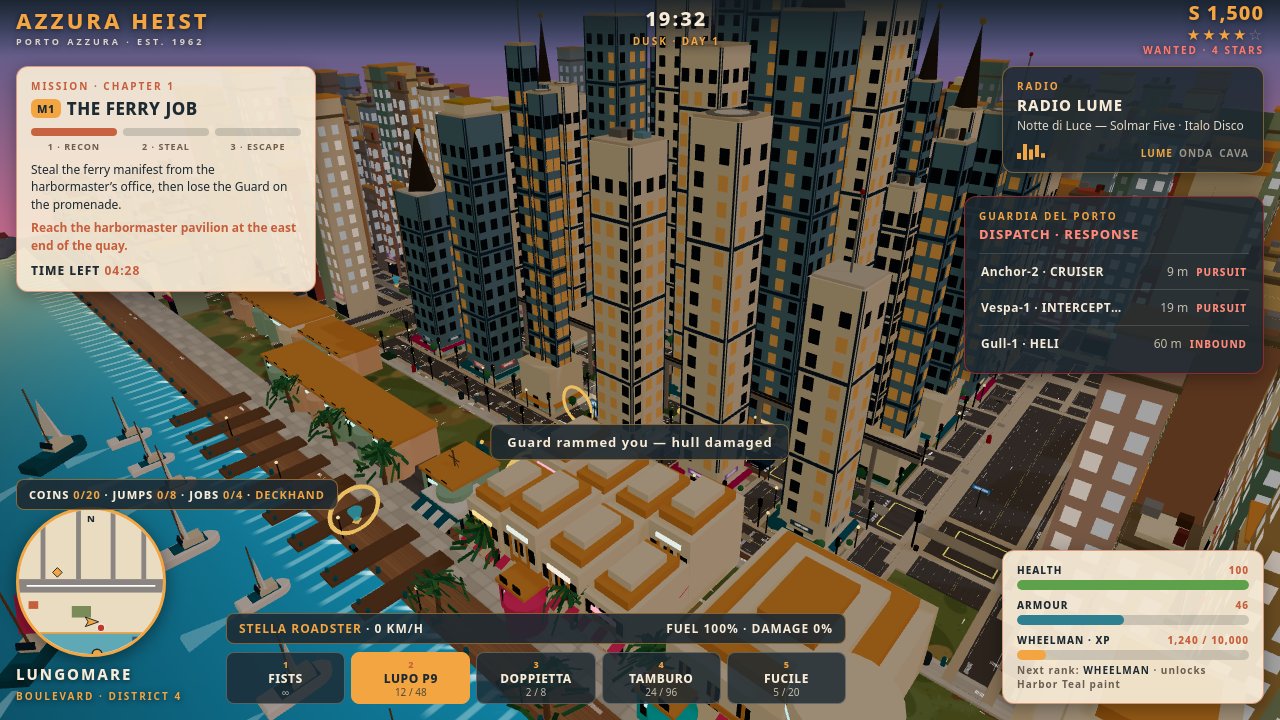 AZZURA HEIST
PORTO AZZURA · EST. 1962
19:32
DUSK · DAY 1
S 1,500
★★★★☆
WANTED · 4 STARS
MISSION · CHAPTER 1
M1 THE FERRY JOB
1 · RECON 2 · STEAL 3 · ESCAPE
Steal the ferry manifest from the
harbormaster’s office, then lose the Guard on
the promenade.
Reach the harbormaster pavilion at the east
end of the quay.
TIME LEFT 04:28
RADIO
RADIO LUME
Notte di Luce — Solmar Five · Italo Disco
LUME ONDA CAVA
GUARDIA DEL PORTO
DISPATCH · RESPONSE
Anchor-2 · CRUISER 9 m PURSUIT
Vespa-1 · INTERCEPT… 19 m PURSUIT
Gull-1 · HELI 60 m INBOUND
Guard rammed you — hull damaged
COINS 0/20 · JUMPS 0/8 · JOBS 0/4 · DECKHAND
N
LUNGOMARE
BOULEVARD · DISTRICT 4
STELLA ROADSTER · 0 KM/H FUEL 100% · DAMAGE 0%
1
FISTS
∞
2
LUPO P9
12 / 48
3
DOPPIETTA
2 / 8
4
TAMBURO
24 / 96
5
FUCILE
5 / 20
HEALTH 100
ARMOUR 46
WHEELMAN · XP 1,240 / 10,000
Next rank: WHEELMAN · unlocks
Harbor Teal paint